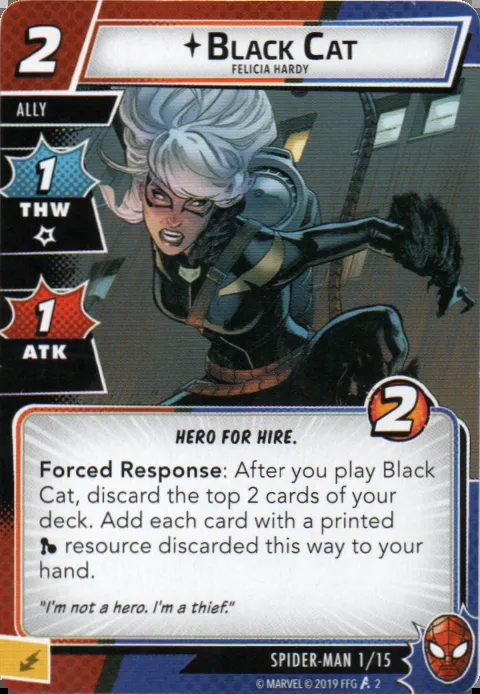 2
BLACK CAT
FELICIA HARDY
ALLY
1
THW
1
ATK
2
HERO FOR HIRE.
Forced Response: After you play Black
Cat, discard the top 2 cards of your
deck. Add each card with a printed
resource discarded this way to your
hand.
"I'm not a hero. I'm a thief."
SPIDER-MAN 1/15
© MARVEL © 2019 FFG 2